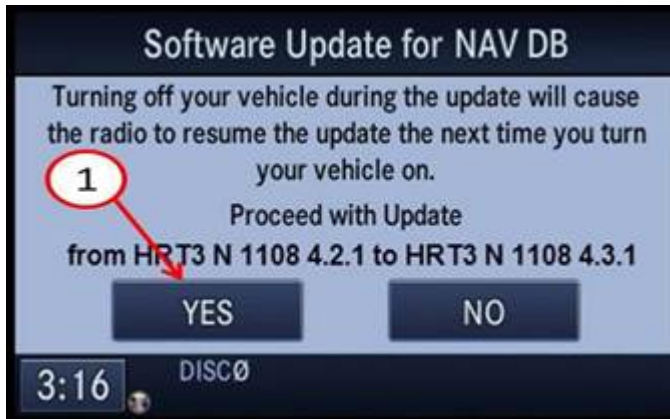 Software Update for NAV DB
Turning off your vehicle during the update will cause
the radio to resume the update the next time you turn
your vehicle on.
1
Proceed with Update
from HRT3 N 1108 4.2.1 to HRT3 N 1108 4.3.1
YES
NO
DISCØ
3:16